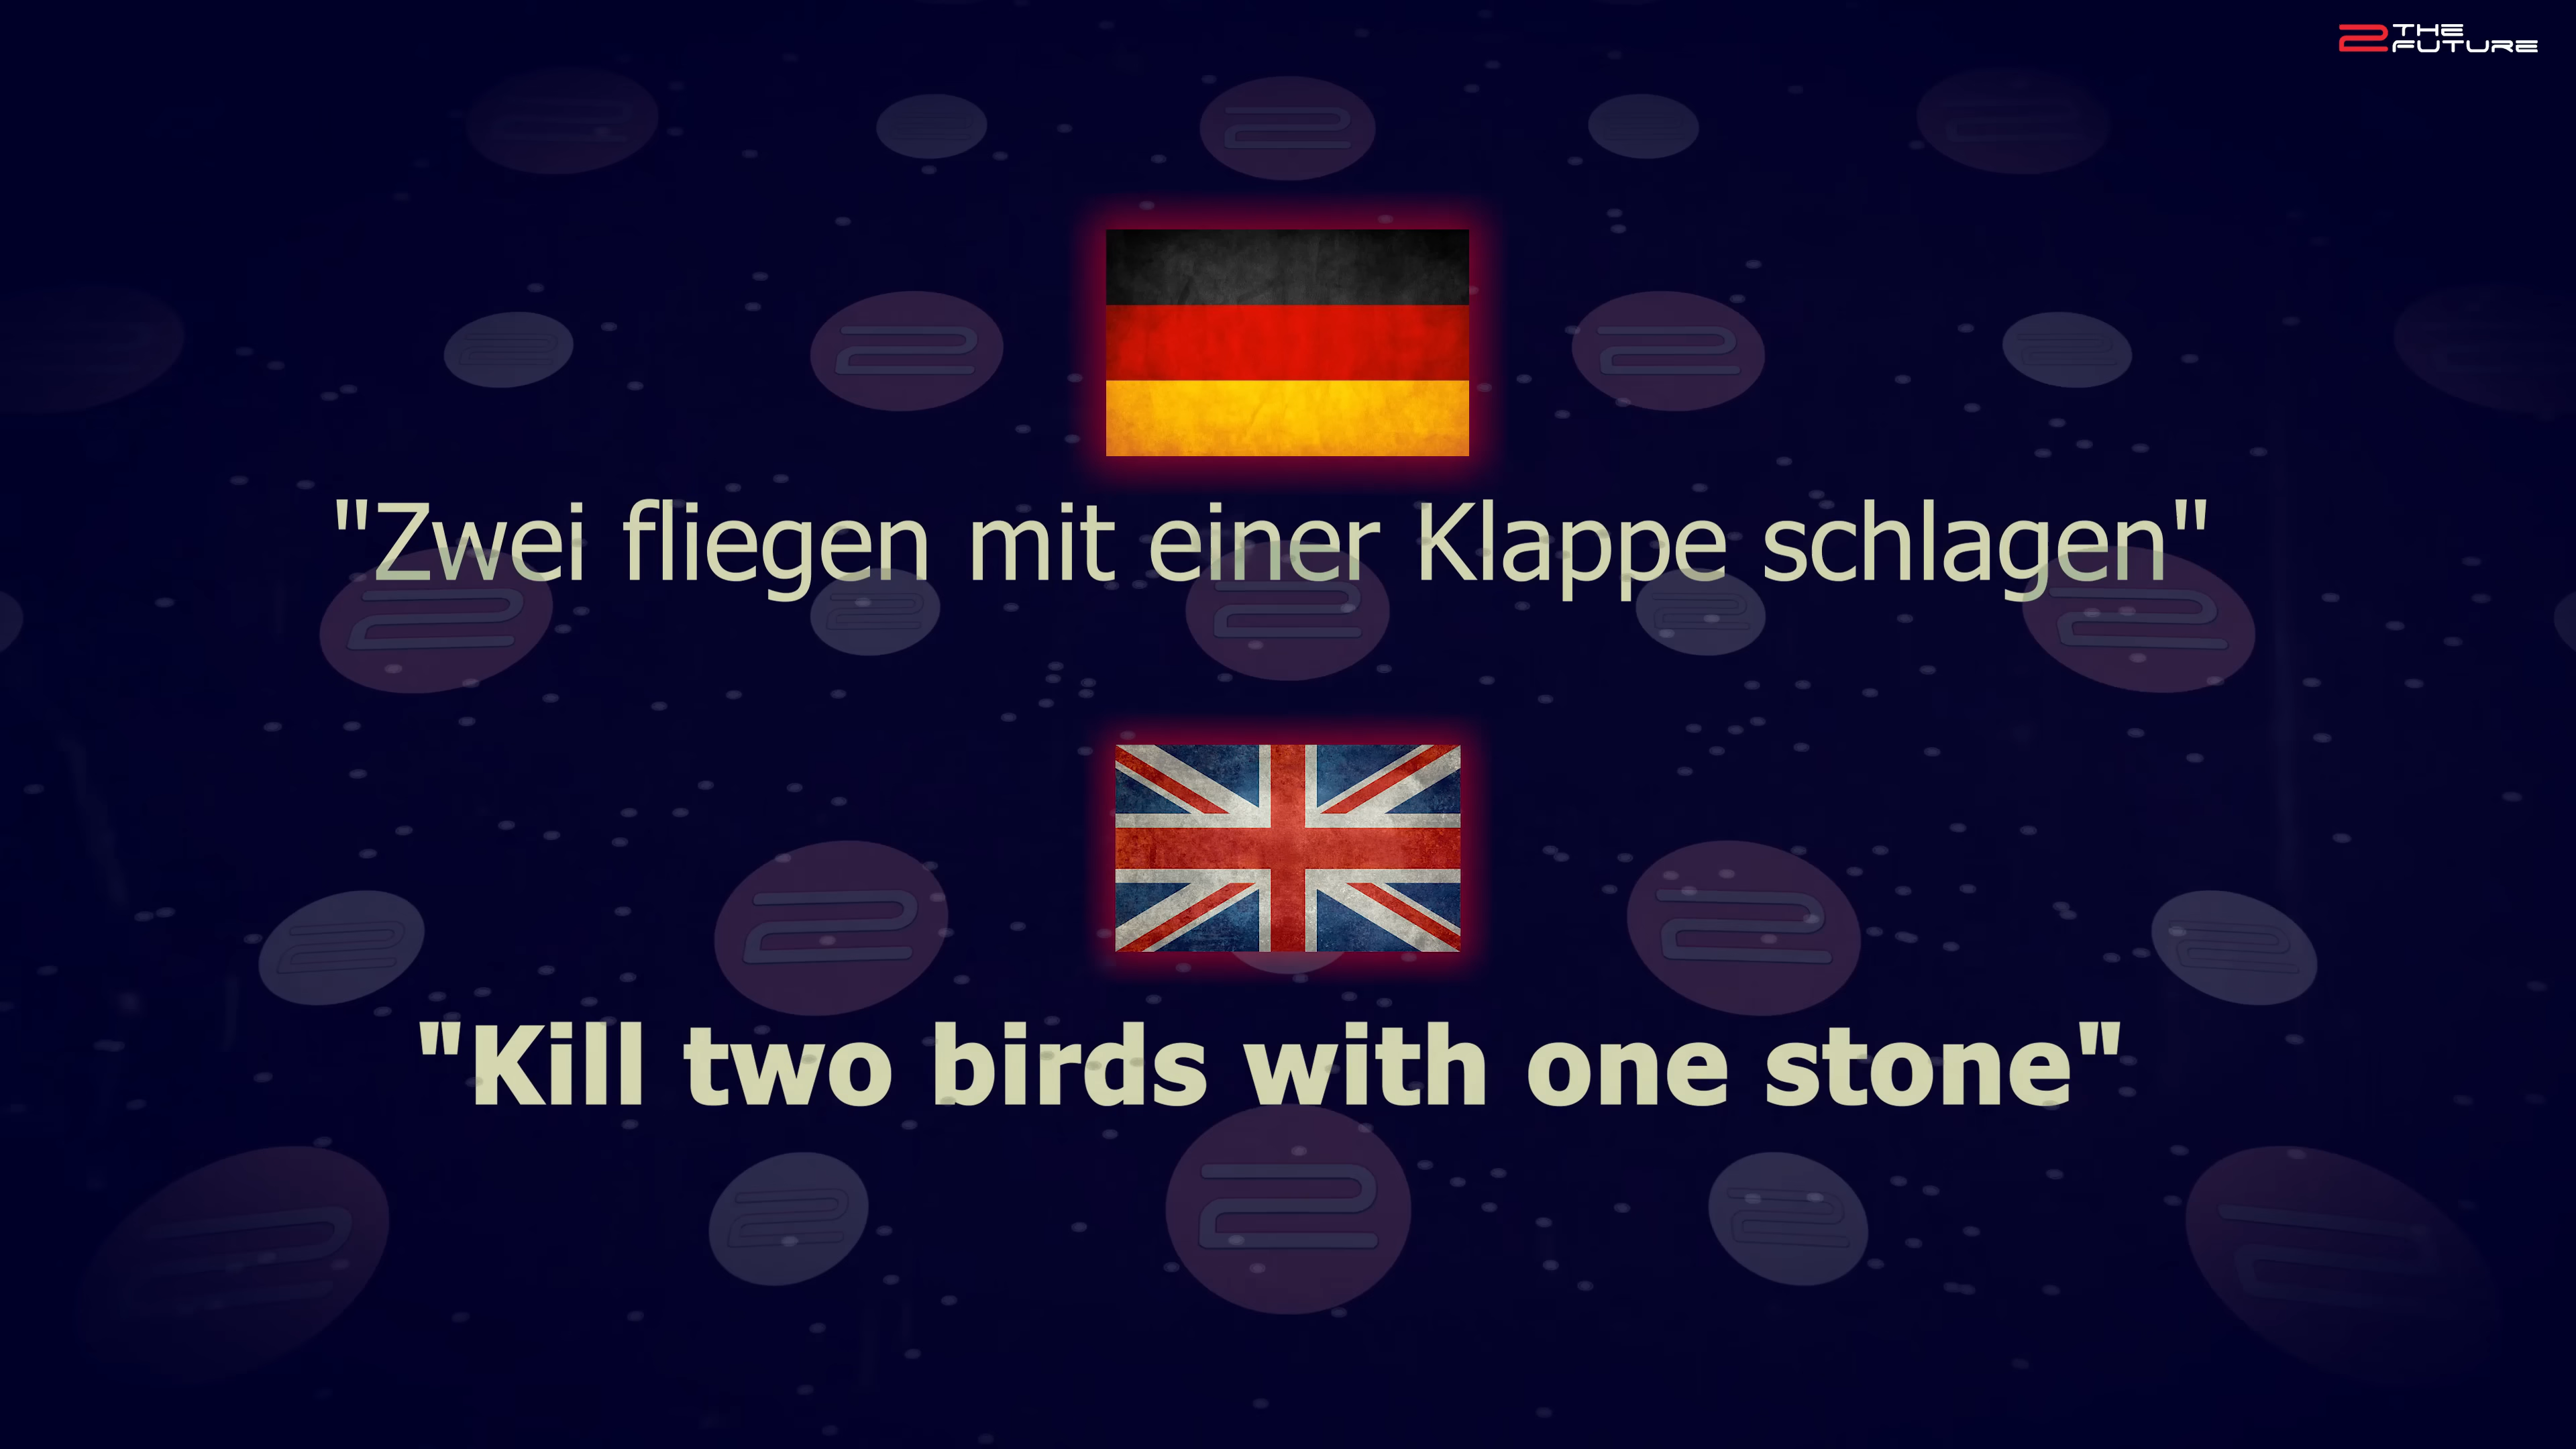 2 THE FUTURE
"Zwei fliegen mit einer Klappe schlagen"
"Kill two birds with one stone"